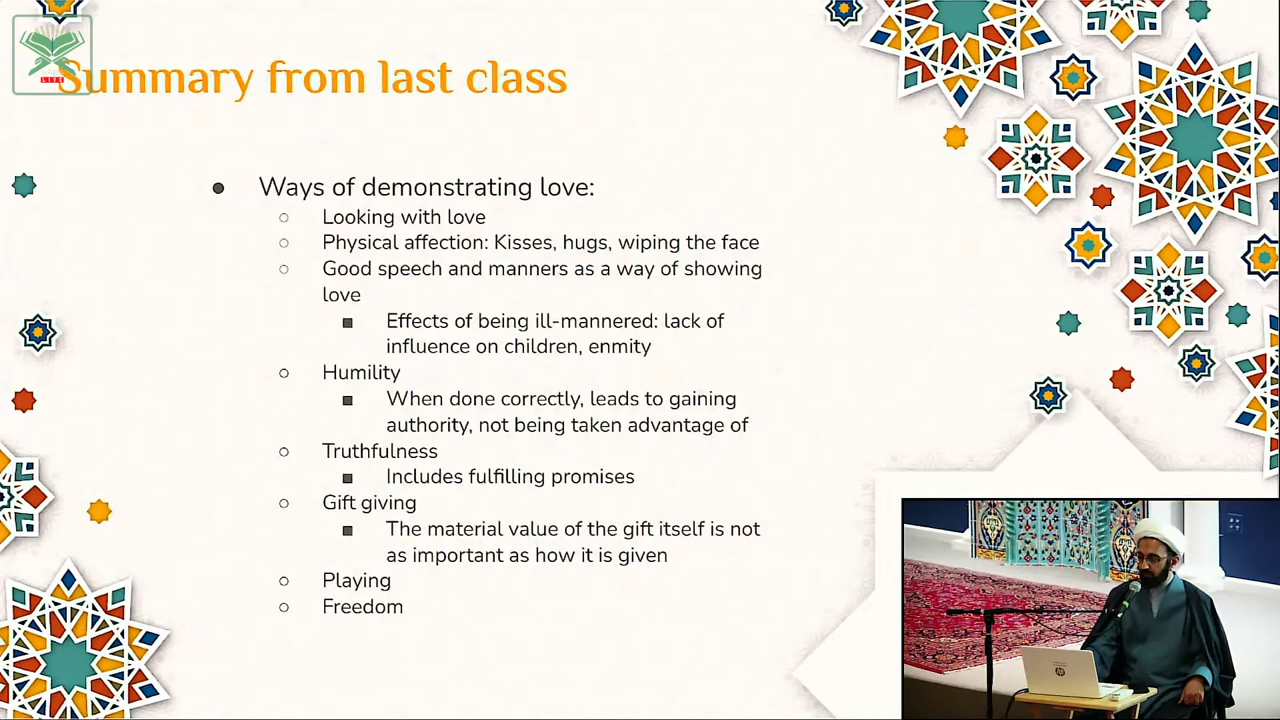 LIVE
Summary from last class
● Ways of demonstrating love:
○ Looking with love
○ Physical affection: Kisses, hugs, wiping the face
○ Good speech and manners as a way of showing
love
■ Effects of being ill-mannered: lack of
influence on children, enmity
○ Humility
■ When done correctly, leads to gaining
authority, not being taken advantage of
○ Truthfulness
■ Includes fulfilling promises
○ Gift giving
■ The material value of the gift itself is not
as important as how it is given
○ Playing
○ Freedom
hp